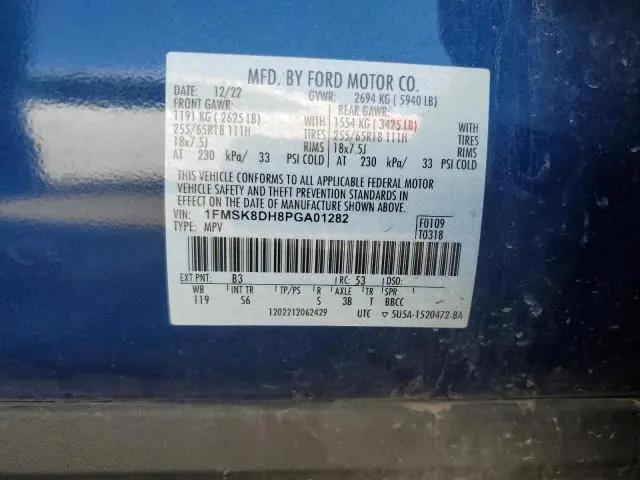 MFD. BY FORD MOTOR CO.
DATE: 12/22 GVWR: 2694 KG ( 5940 LB)
FRONT GAWR: REAR GAWR:
1191 KG ( 2625 LB) WITH 1554 KG ( 3425 LB) WITH
255/65R18 111H TIRES 255/65R18 111H TIRES
18x7.5J RIMS 18x7.5J RIMS
AT 230 kPa/ 33 PSI COLD AT 230 kPa/ 33 PSI COLD
THIS VEHICLE CONFORMS TO ALL APPLICABLE FEDERAL MOTOR
VEHICLE SAFETY AND THEFT PREVENTION STANDARDS IN
EFFECT ON THE DATE OF MANUFACTURE SHOWN ABOVE.
VIN: 1FMSK8DH8PGA01282 F0109
TYPE: MPV T0318
EXT PNT: B3 RC: 53 DSO:
WB INT TR TP/PS R AXLE TR SPR
119 S6 S 3B T BBCC
1202212062429 UTC ▽ 5U5A-1520472-BA